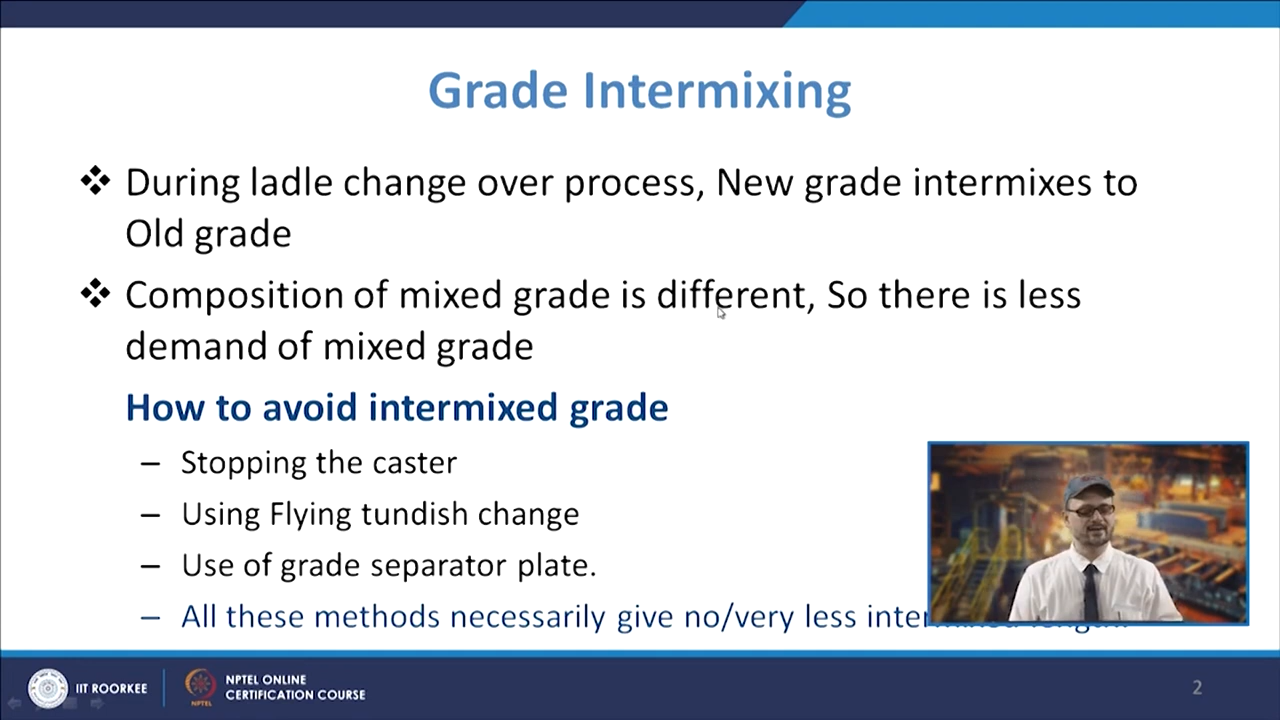 Grade Intermixing
❖ During ladle change over process, New grade intermixes to
Old grade
❖ Composition of mixed grade is different, So there is less
demand of mixed grade
How to avoid intermixed grade
– Stopping the caster
– Using Flying tundish change
– Use of grade separator plate.
– All these methods necessarily give no/very less
IIT ROORKEE
NPTEL
NPTEL ONLINE
CERTIFICATION COURSE
2